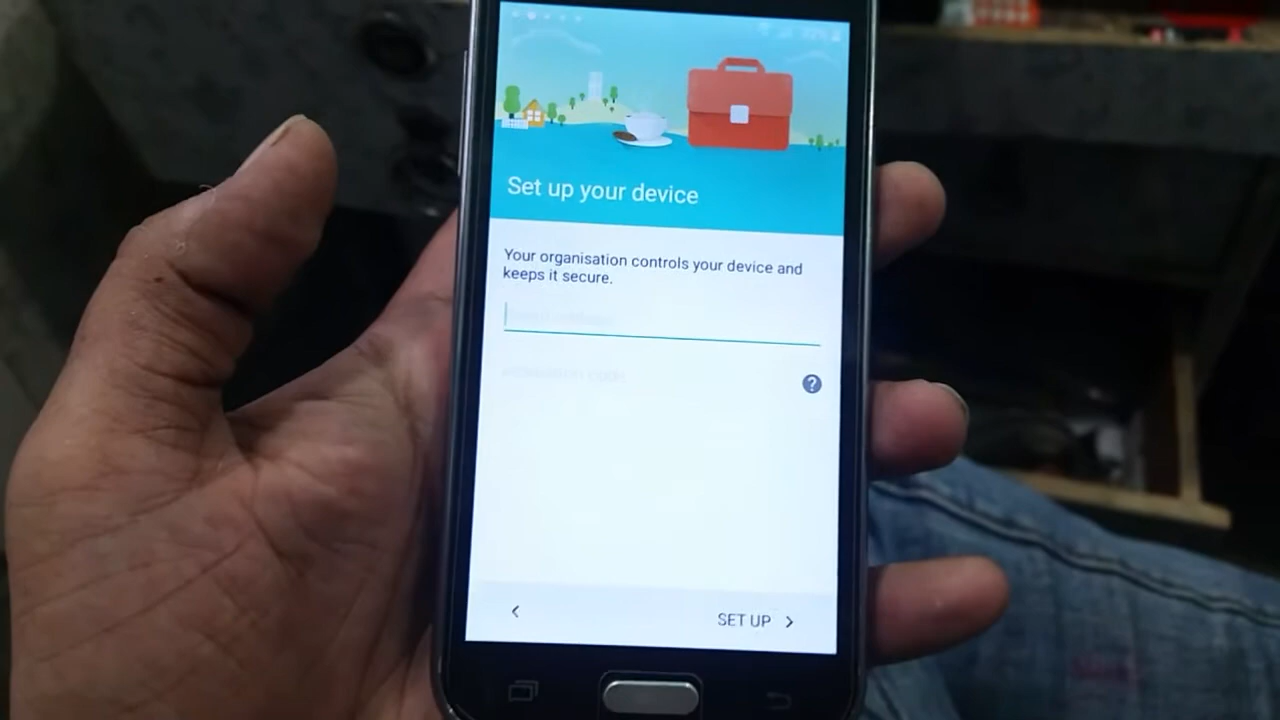 Set up your device
Your organisation controls your device and
keeps it secure.
SET UP